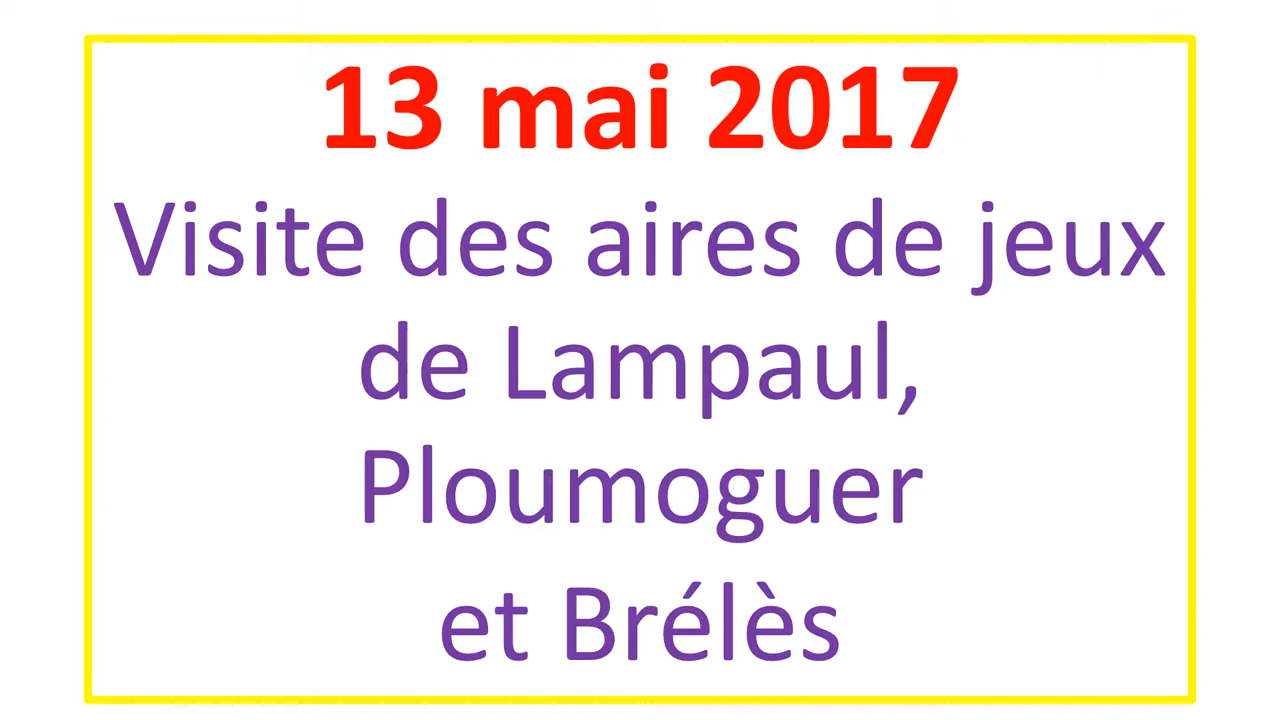 13 mai 2017
Visite des aires de jeux
de Lampaul,
Ploumoguer
et Brélès